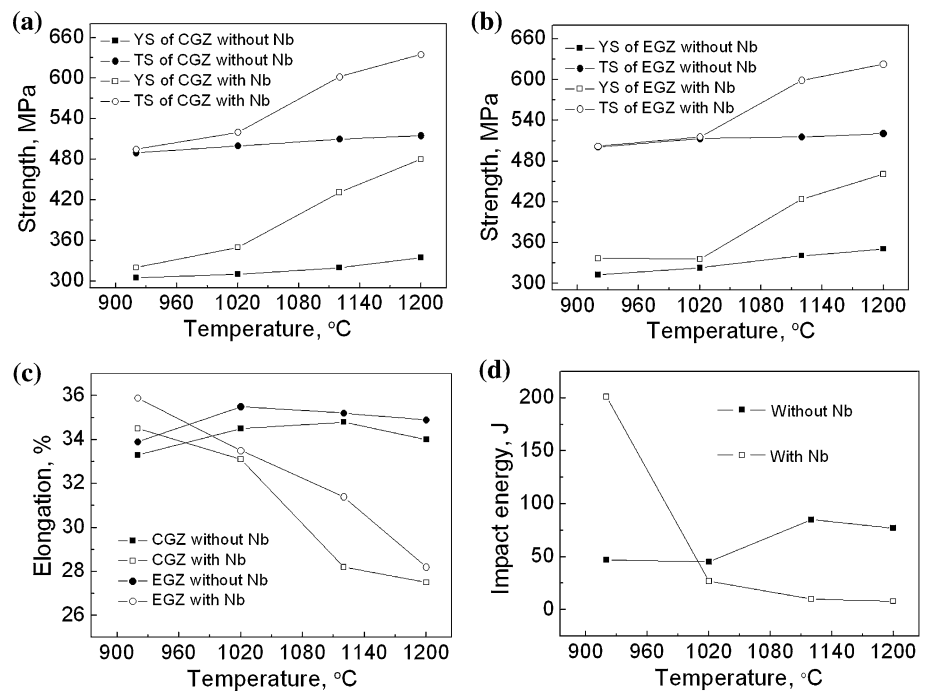 (a)
660
600
540
480
420
360
300
Strength, MPa
YS of CGZ without Nb
TS of CGZ without Nb
YS of CGZ with Nb
TS of CGZ with Nb
900 960 1020 1080 1140 1200
Temperature, °C
(b)
660
600
540
480
420
360
300
Strength, MPa
YS of EGZ without Nb
TS of EGZ without Nb
YS of EGZ with Nb
TS of EGZ with Nb
900 960 1020 1080 1140 1200
Temperature, °C
(c)
36
34
32
30
28
26
Elongation, %
CGZ without Nb
CGZ with Nb
EGZ without Nb
EGZ with Nb
900 960 1020 1080 1140 1200
Temperature, °C
(d)
200
150
100
50
0
Impact energy, J
Without Nb
With Nb
900 960 1020 1080 1140 1200
Temperature, °C